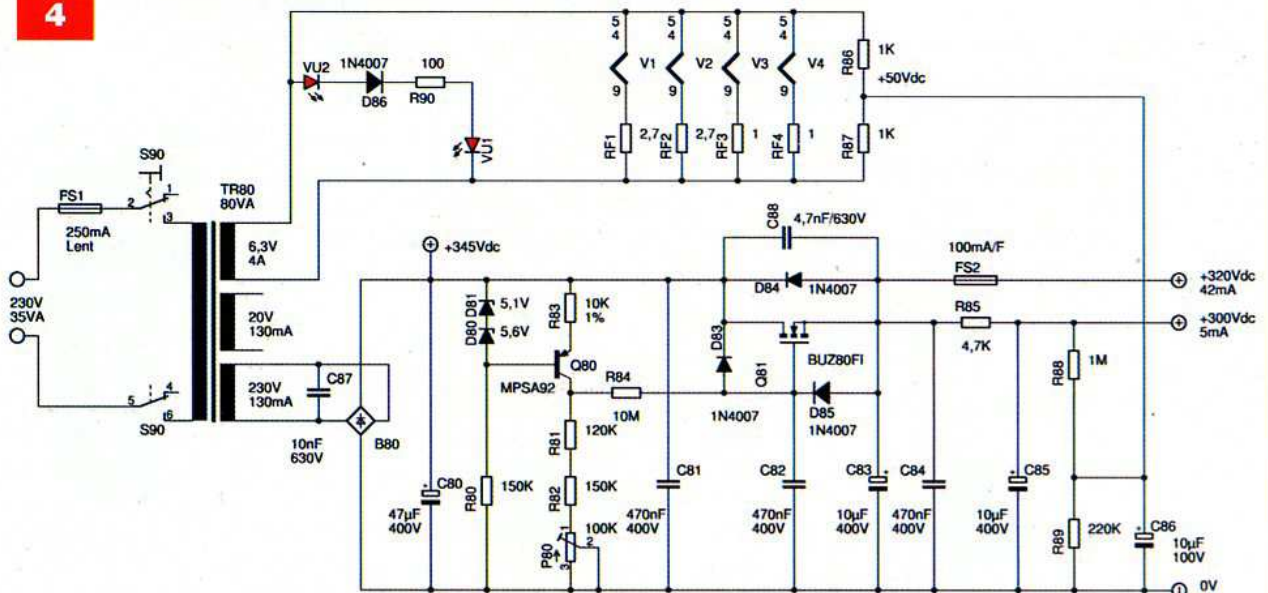 4
5
4
5
4
5
4
5
4
1K
+50Vdc
R86
VU2
1N4007
100
D86
R90
VU1
V1
V2
V3
V4
9
9
9
9
RF1
2,7
RF2
2,7
RF3
1
RF4
1
R87
1K
S90
FS1
2
1
3
250mA
Lent
TR80
80VA
6,3V
4A
230V
35VA
20V
130mA
230V
130mA
C87
10nF
630V
B80
4
5
6
S90
+345Vdc
C88
4,7nF/630V
100mA/F
FS2
D84
1N4007
+320Vdc
42mA
R85
4,7K
+300Vdc
5mA
D81
5,1V
D80
5,6V
R83
10K
1%
Q80
MPSA92
R84
10M
D83
1N4007
Q81
BUZ80FI
D85
1N4007
R88
1M
R81
120K
R82
150K
R80
150K
C80
+
47µF
400V
1
100K
2
P80
3
C81
470nF
400V
C82
470nF
400V
C83
+
10µF
400V
C84
470nF
400V
C85
+
10µF
400V
R89
220K
C86
+
10µF
100V
0V